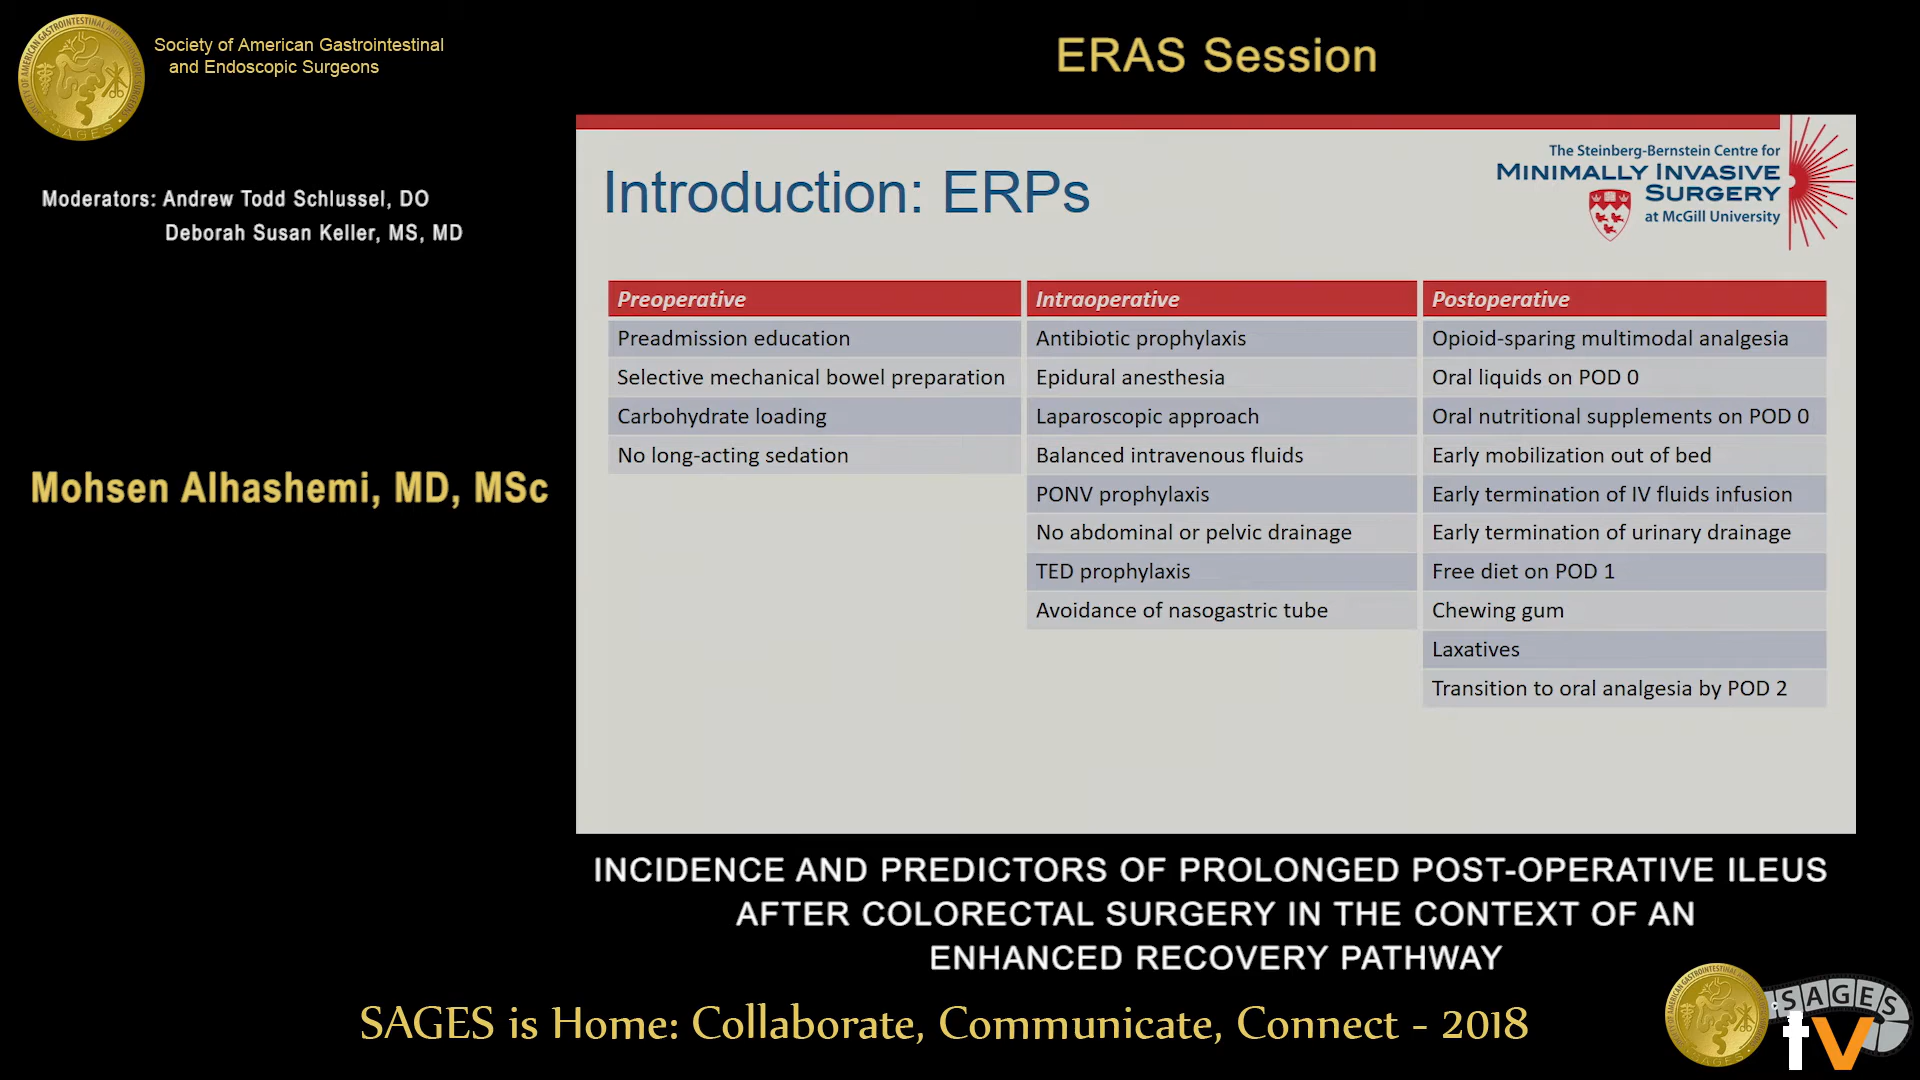 Society of American Gastrointestinal
and Endoscopic Surgeons
ERAS Session
Moderators: Andrew Todd Schlussel, DO
Deborah Susan Keller, MS, MD
Mohsen Alhashemi, MD, MSc
Introduction: ERPs
The Steinberg-Bernstein Centre for
MINIMALLY INVASIVE
SURGERY
at McGill University
Preoperative
Preadmission education
Selective mechanical bowel preparation
Carbohydrate loading
No long-acting sedation
Intraoperative
Antibiotic prophylaxis
Epidural anesthesia
Laparoscopic approach
Balanced intravenous fluids
PONV prophylaxis
No abdominal or pelvic drainage
TED prophylaxis
Avoidance of nasogastric tube
Postoperative
Opioid-sparing multimodal analgesia
Oral liquids on POD 0
Oral nutritional supplements on POD 0
Early mobilization out of bed
Early termination of IV fluids infusion
Early termination of urinary drainage
Free diet on POD 1
Chewing gum
Laxatives
Transition to oral analgesia by POD 2
INCIDENCE AND PREDICTORS OF PROLONGED POST-OPERATIVE ILEUS
AFTER COLORECTAL SURGERY IN THE CONTEXT OF AN
ENHANCED RECOVERY PATHWAY
SAGES is Home: Collaborate, Communicate, Connect - 2018
SAGES
tv